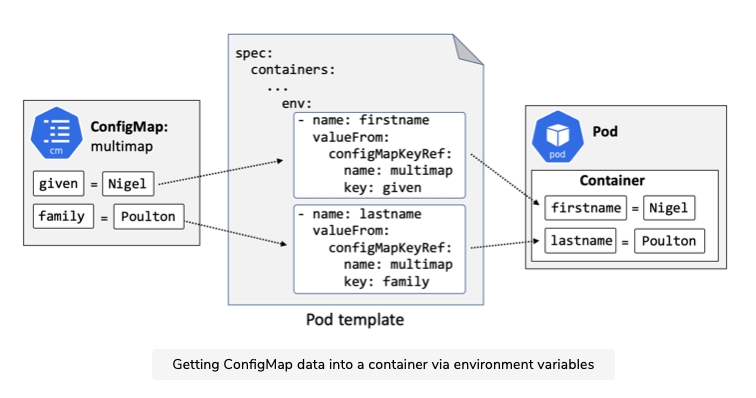 ConfigMap:
multimap
cm
given = Nigel
family = Poulton
spec:
containers:
...
env:
- name: firstname
valueFrom:
configMapKeyRef:
name: multimap
key: given
- name: lastname
valueFrom:
configMapKeyRef:
name: multimap
key: family
Pod template
Pod
pod
Container
firstname = Nigel
lastname = Poulton
Getting ConfigMap data into a container via environment variables